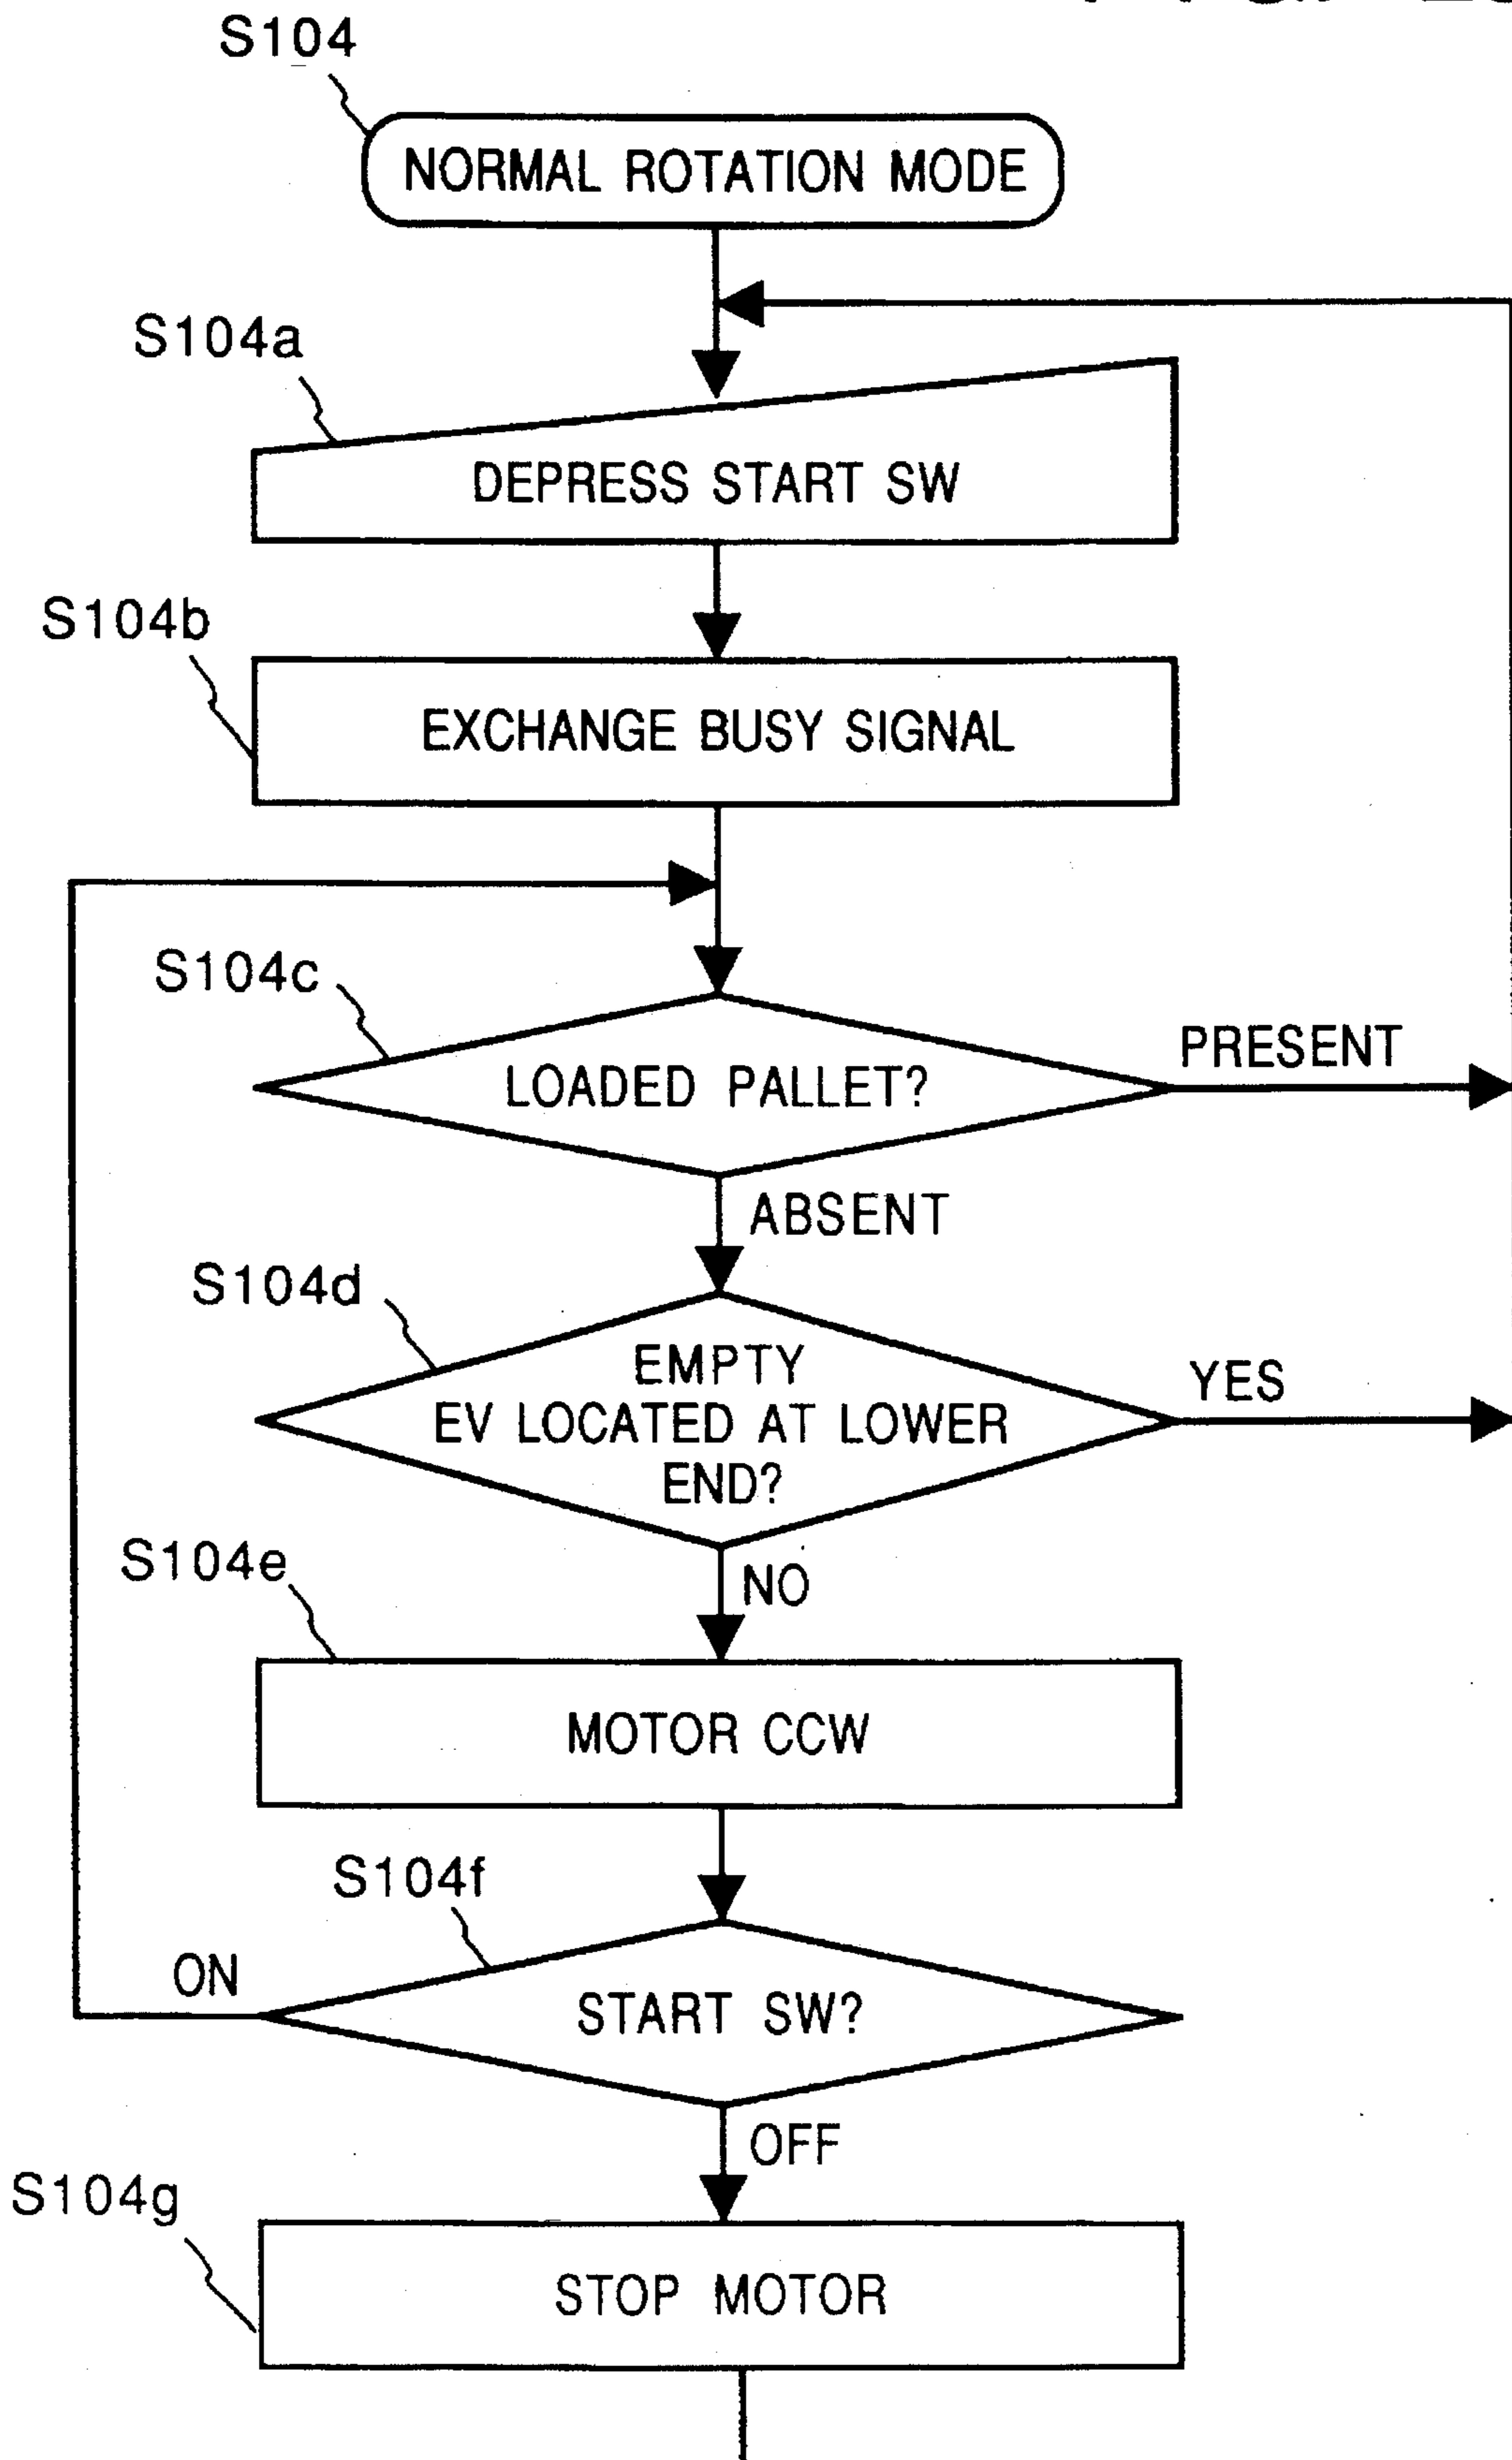 S104
NORMAL ROTATION MODE
S104a
DEPRESS START SW
S104b
EXCHANGE BUSY SIGNAL
S104c
LOADED PALLET?
PRESENT
ABSENT
S104d
EMPTY
EV LOCATED AT LOWER
END?
YES
NO
S104e
MOTOR CCW
S104f
ON
START SW?
OFF
S104g
STOP MOTOR